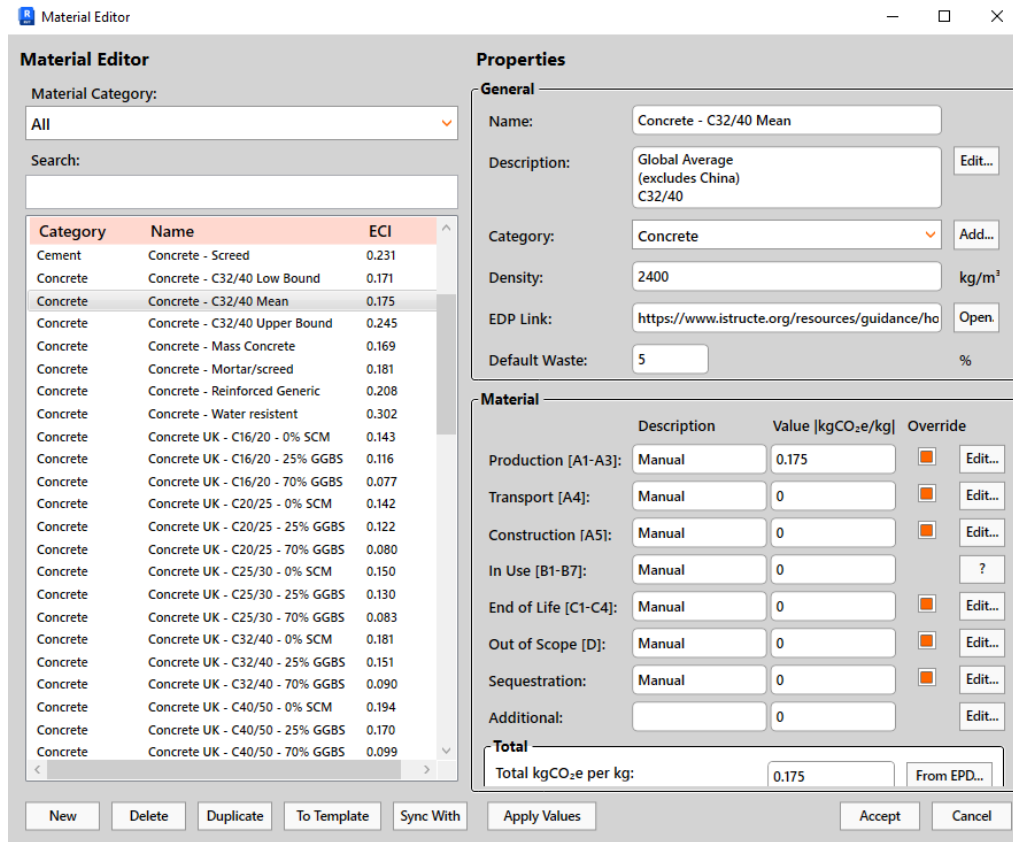 Material Editor
Material Editor
Material Category:
All
Search:
Category Name ECI
Cement Concrete - Screed 0.231
Concrete Concrete - C32/40 Low Bound 0.171
Concrete Concrete - C32/40 Mean 0.175
Concrete Concrete - C32/40 Upper Bound 0.245
Concrete Concrete - Mass Concrete 0.169
Concrete Concrete - Mortar/screed 0.181
Concrete Concrete - Reinforced Generic 0.208
Concrete Concrete - Water resistent 0.302
Concrete Concrete UK - C16/20 - 0% SCM 0.143
Concrete Concrete UK - C16/20 - 25% GGBS 0.116
Concrete Concrete UK - C16/20 - 70% GGBS 0.077
Concrete Concrete UK - C20/25 - 0% SCM 0.142
Concrete Concrete UK - C20/25 - 25% GGBS 0.122
Concrete Concrete UK - C20/25 - 70% GGBS 0.080
Concrete Concrete UK - C25/30 - 0% SCM 0.150
Concrete Concrete UK - C25/30 - 25% GGBS 0.130
Concrete Concrete UK - C25/30 - 70% GGBS 0.083
Concrete Concrete UK - C32/40 - 0% SCM 0.181
Concrete Concrete UK - C32/40 - 25% GGBS 0.151
Concrete Concrete UK - C32/40 - 70% GGBS 0.090
Concrete Concrete UK - C40/50 - 0% SCM 0.194
Concrete Concrete UK - C40/50 - 25% GGBS 0.170
Concrete Concrete UK - C40/50 - 70% GGBS 0.099
New Delete Duplicate To Template Sync With
Properties
General
Name: Concrete - C32/40 Mean
Description: Global Average Edit...
(excludes China)
C32/40
Category: Concrete Add...
Density: 2400 kg/m³
EDP Link: https://www.istructe.org/resources/guidance/ho Open.
Default Waste: 5 %
Material
Description Value |kgCO₂e/kg| Override
Production [A1-A3]: Manual 0.175 Edit...
Transport [A4]: Manual 0 Edit...
Construction [A5]: Manual 0 Edit...
In Use [B1-B7]: Manual 0 ?
End of Life [C1-C4]: Manual 0 Edit...
Out of Scope [D]: Manual 0 Edit...
Sequestration: Manual 0 Edit...
Additional: 0 Edit...
Total
Total kgCO₂e per kg: 0.175 From EPD...
Apply Values Accept Cancel